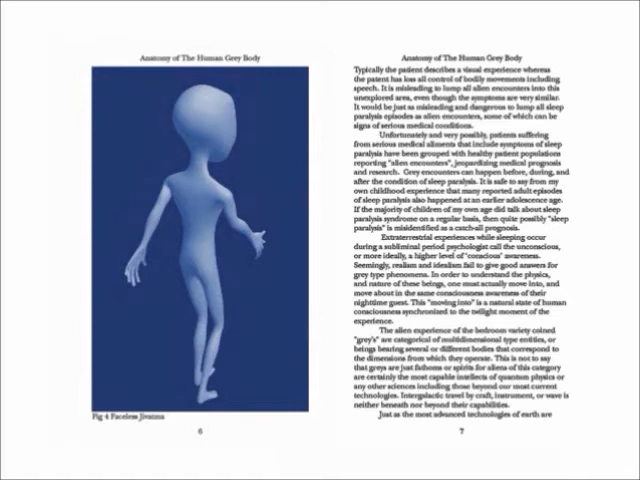 Anatomy of The Human Grey Body
Fig 4 Faceless Jivanna
6
Anatomy of The Human Grey Body
Typically the patient describes a visual experience whereas
the patent has loss all control of bodily movements including
speech. It is misleading to lump all alien encounters into this
unexplored area, even though the symptoms are very similar.
It would be just as misleading and dangerous to lump all sleep
paralysis episodes as alien encounters, some of which can be
signs of serious medical conditions.
Unfortunately and very possibly, patients suffering
from serious medical ailments that include symptoms of sleep
paralysis have been grouped with healthy patient populations
reporting "alien encounters", jeopardizing medical prognosis
and research. Grey encounters can happen before, during, and
after the condition of sleep paralysis. It is safe to say from my
own childhood experience that many reported adult episodes
of sleep paralysis also happened at an earlier adolescence age.
If the majority of children of my own age did talk about sleep
paralysis syndrome on a regular basis, then quite possibly "sleep
paralysis" is misidentified as a catch-all prognosis.
Extraterrestrial experiences while sleeping occur
during a subliminal period psychologist call the unconscious,
or more ideally, a higher level of "conscious" awareness.
Seemingly, realism and idealism fail to give good answers for
grey type phenomena. In order to understand the physics,
and nature of these beings, one must actually move into, and
move about in the same consciousness awareness of their
nighttime guest. This "moving into" is a natural state of human
consciousness synchronized to the twilight moment of the
experience.
The alien experience of the bedroom variety coined
"grey's" are categorical of multidimensional type entities, or
beings bearing several or different bodies that correspond to
the dimensions from which they operate. This is not to say
that greys are just fathoms or spirits for aliens of this category
are certainly the most capable intellects of quantum physics or
any other sciences including those beyond our most current
technologies. Intergalactic travel by craft, instrument, or wave is
neither beneath nor beyond their capabilities.
Just as the most advanced technologies of earth are
7